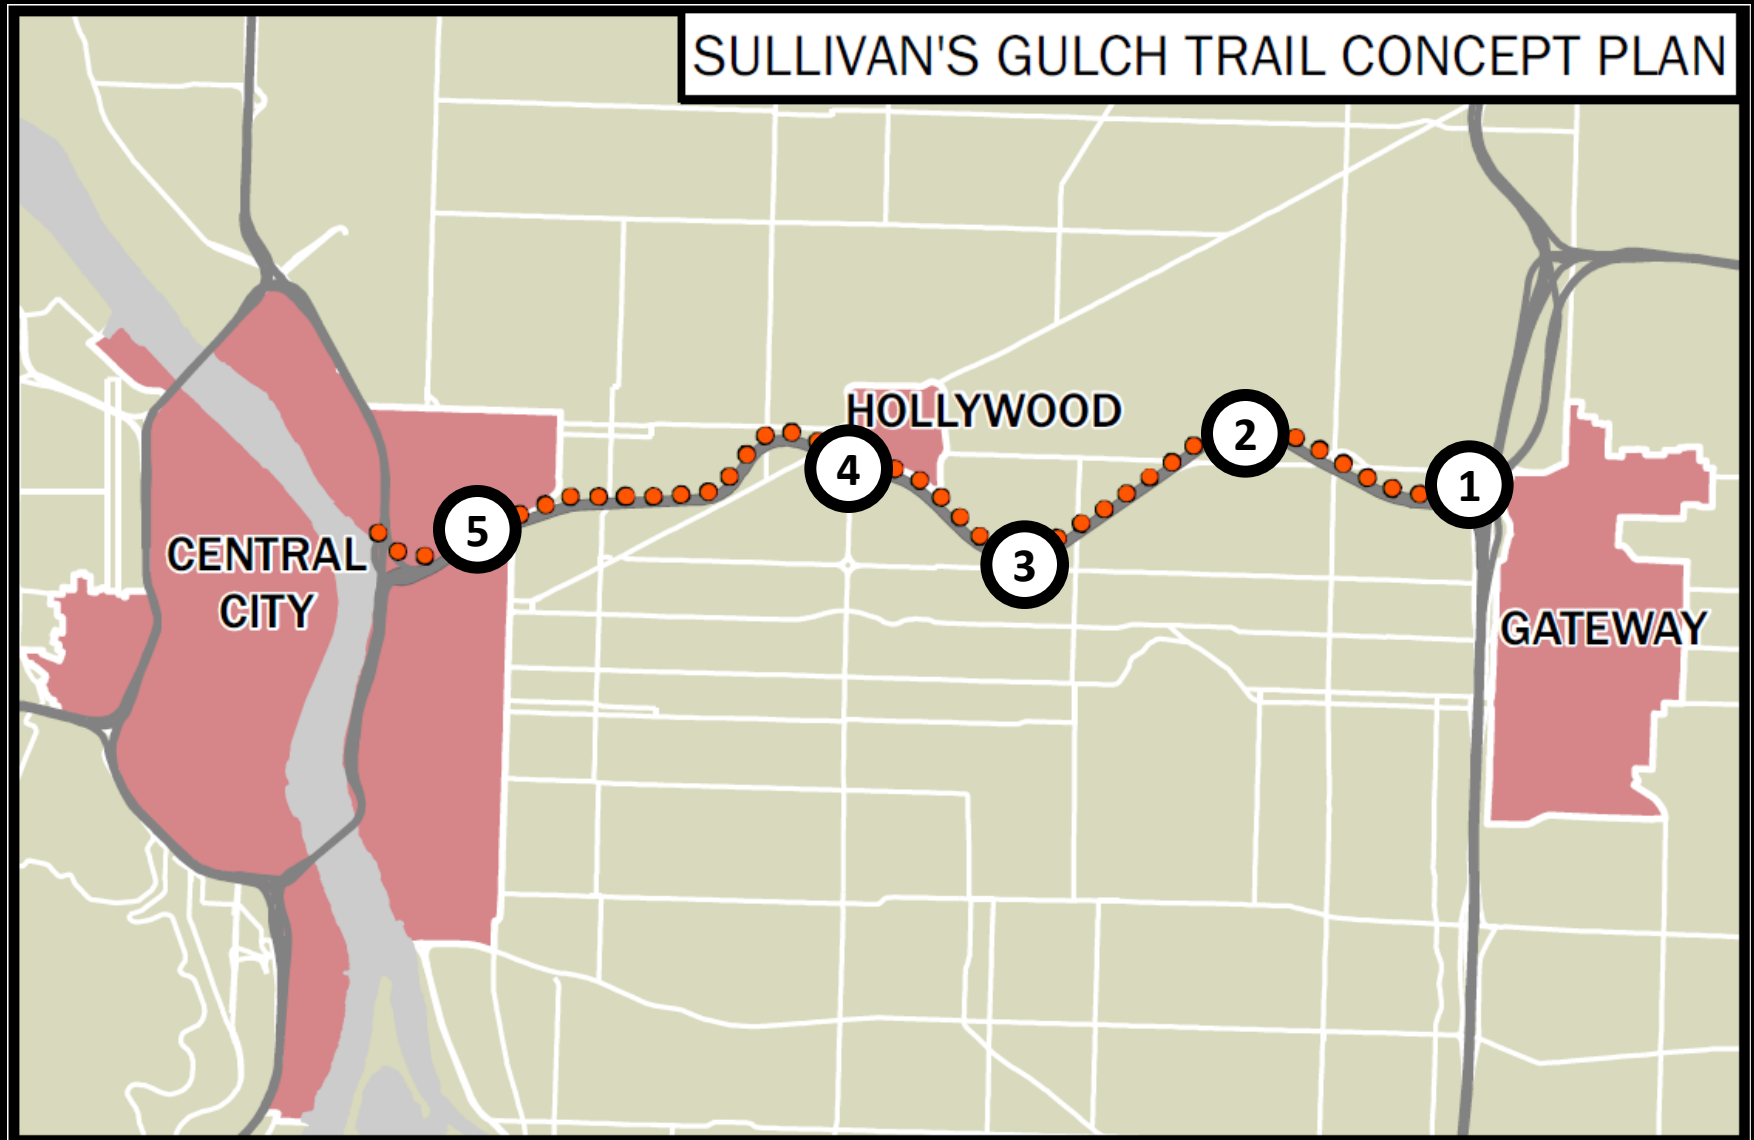 SULLIVAN'S GULCH TRAIL CONCEPT PLAN
HOLLYWOOD
2
4
1
5
3
CENTRAL
CITY
GATEWAY